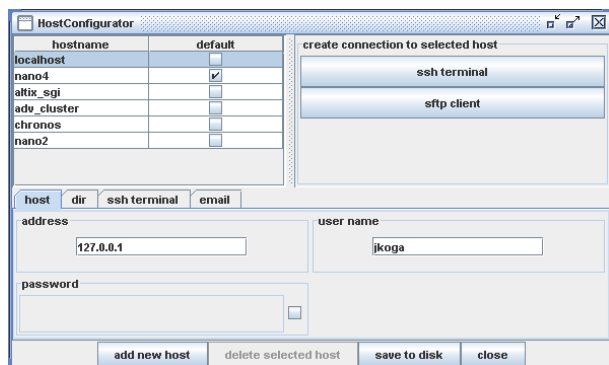 HostConfigurator
hostname default
localhost
nano4
altix_sgi
adv_cluster
chronos
nano2
create connection to selected host
ssh terminal
sftp client
host dir ssh terminal email
address
127.0.0.1
user name
jkoga
password
add new host delete selected host save to disk close